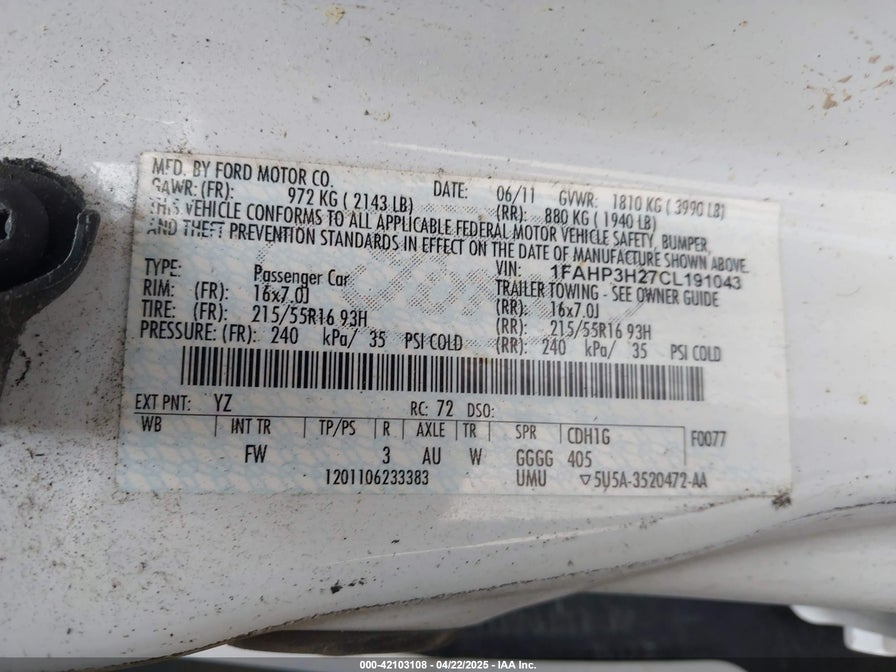 MFD. BY FORD MOTOR CO. DATE: 06/11 GVWR: 1810 KG ( 3990 LB)
GAWR: (FR): 972 KG ( 2143 LB) (RR): 880 KG ( 1940 LB)
THIS VEHICLE CONFORMS TO ALL APPLICABLE FEDERAL MOTOR VEHICLE SAFETY, BUMPER,
AND THEFT PREVENTION STANDARDS IN EFFECT ON THE DATE OF MANUFACTURE SHOWN ABOVE.
VIN: 1FAHP3H27CL191043
TYPE: Passenger Car TRAILER TOWING - SEE OWNER GUIDE
RIM: (FR): 16x7.0J (RR): 16x7.0J
TIRE: (FR): 215/55R16 93H (RR): 215/55R16 93H
PRESSURE: (FR): 240 kPa/ 35 PSI COLD (RR): 240 kPa/ 35 PSI COLD
EXT PNT: YZ RC: 72 DSO:
WB INT TR TP/PS R AXLE TR SPR CDH1G F0077
FW 3 AU W GGGG 405
1201106233383 UMU ▽5U5A-3520472-AA
000-42103108 - 04/22/2025 - IAA Inc.